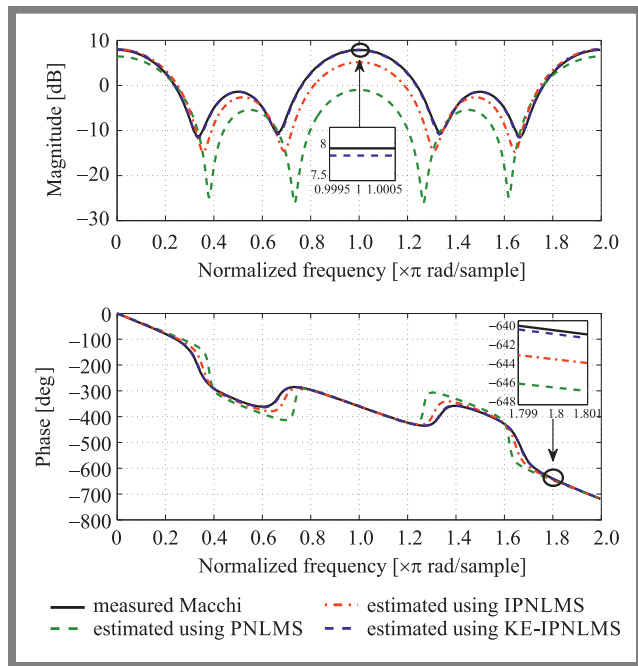 10
0
−10
−20
−30
Magnitude [dB]
8
7.5
0.9995 1 1.0005
0 0.2 0.4 0.6 0.8 1.0 1.2 1.4 1.6 1.8 2.0
Normalized frequency [×π rad/sample]
0
−100
−200
−300
−400
−500
−600
−700
−800
Phase [deg]
−640
−642
−644
−646
−648
1.799 1.8 1.801
0 0.2 0.4 0.6 0.8 1.0 1.2 1.4 1.6 1.8 2.0
Normalized frequency [×π rad/sample]
measured Macchi
estimated using IPNLMS
estimated using PNLMS
estimated using KE-IPNLMS